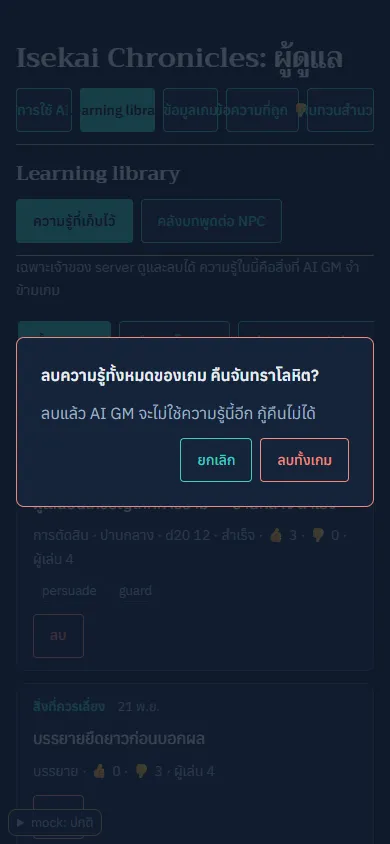 Isekai Chronicles: ผู้ดูแล
การใช้ AI
arning libra
ข้อมูลเกม
ข้อความที่ถูก 👎
บทวนสำนว
Learning library
ความรู้ที่เก็บไว้
คลังบทพูดต่อ NPC
เฉพาะเจ้าของ server ดูและลบได้ ความรู้ในนี้คือสิ่งที่ AI GM จำ
ข้ามเกม
ลบความรู้ทั้งหมดของเกม คืนจันทราโลหิต?
ลบแล้ว AI GM จะไม่ใช้ความรู้นี้อีก กู้คืนไม่ได้
ยกเลิก
ลบทั้งเกม
การตัดสิน · ปานกลาง · d20 12 · สำเร็จ · 👍 3 · 👎 0 ·
ผู้เล่น 4
persuade
guard
ลบ
สิ่งที่ควรเลี่ยง
21 พ.ย.
บรรยายยืดยาวก่อนบอกผล
บรรยาย · 👍 0 · 👎 3 · ผู้เล่น 4
▶ mock: ปกติ